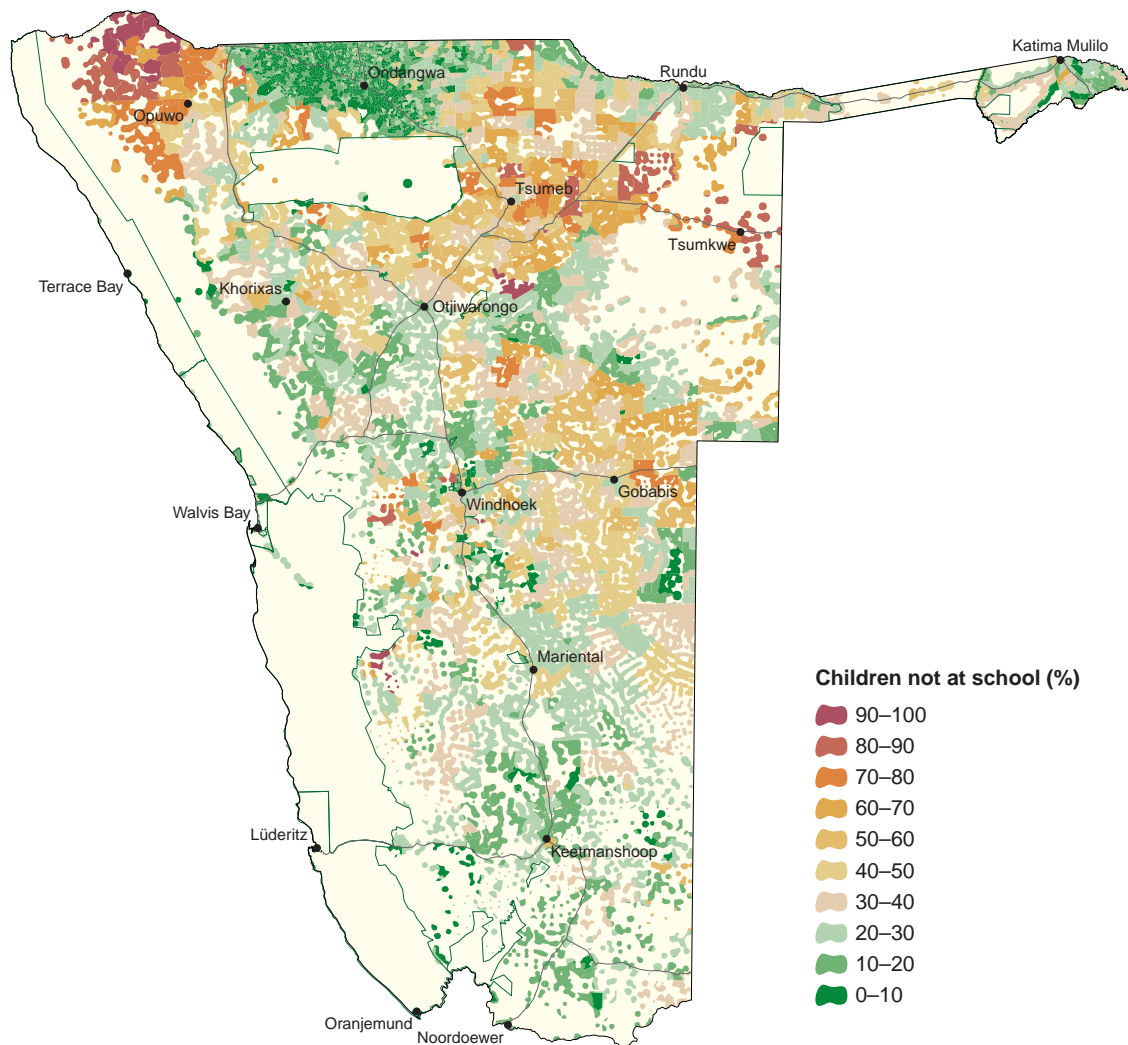 Katima Mulilo
Rundu
Ondangwa
Opuwo
Tsumeb
Tsumkwe
Terrace Bay
Khorixas
Otjiwarongo
Gobabis
Windhoek
Walvis Bay
Mariental
Lüderitz
Keetmanshoop
Oranjemund
Noordoewer
Children not at school (%)
90–100
80–90
70–80
60–70
50–60
40–50
30–40
20–30
10–20
0–10